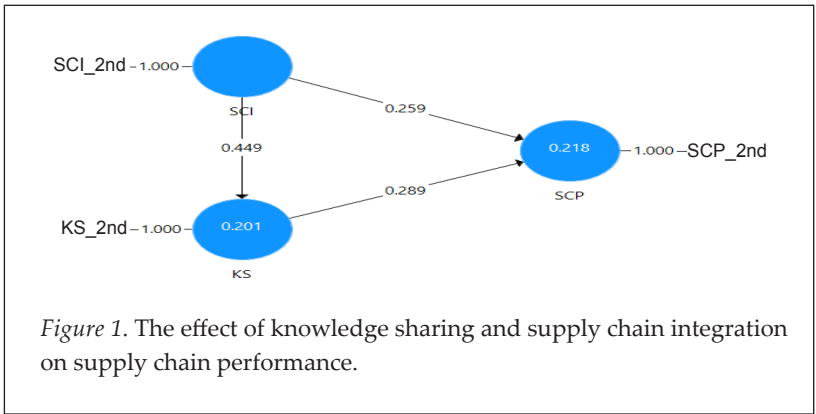 SCI_2nd
1.000
SCI
0.259
0.449
0.218
1.000
SCP_2nd
SCP
0.289
KS_2nd
1.000
0.201
KS
Figure 1. The effect of knowledge sharing and supply chain integration
on supply chain performance.